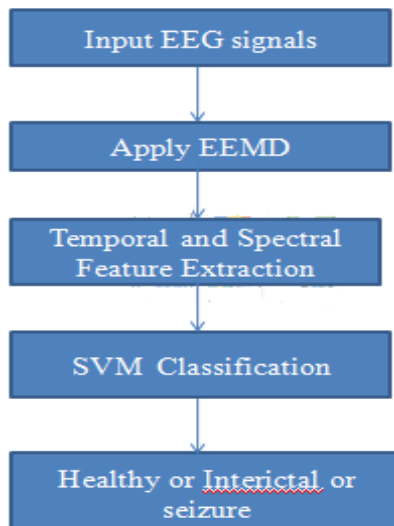 Input EEG signals
Apply EEMD
Temporal and Spectral
Feature Extraction
SVM Classification
Healthy or Interictal or
seizure